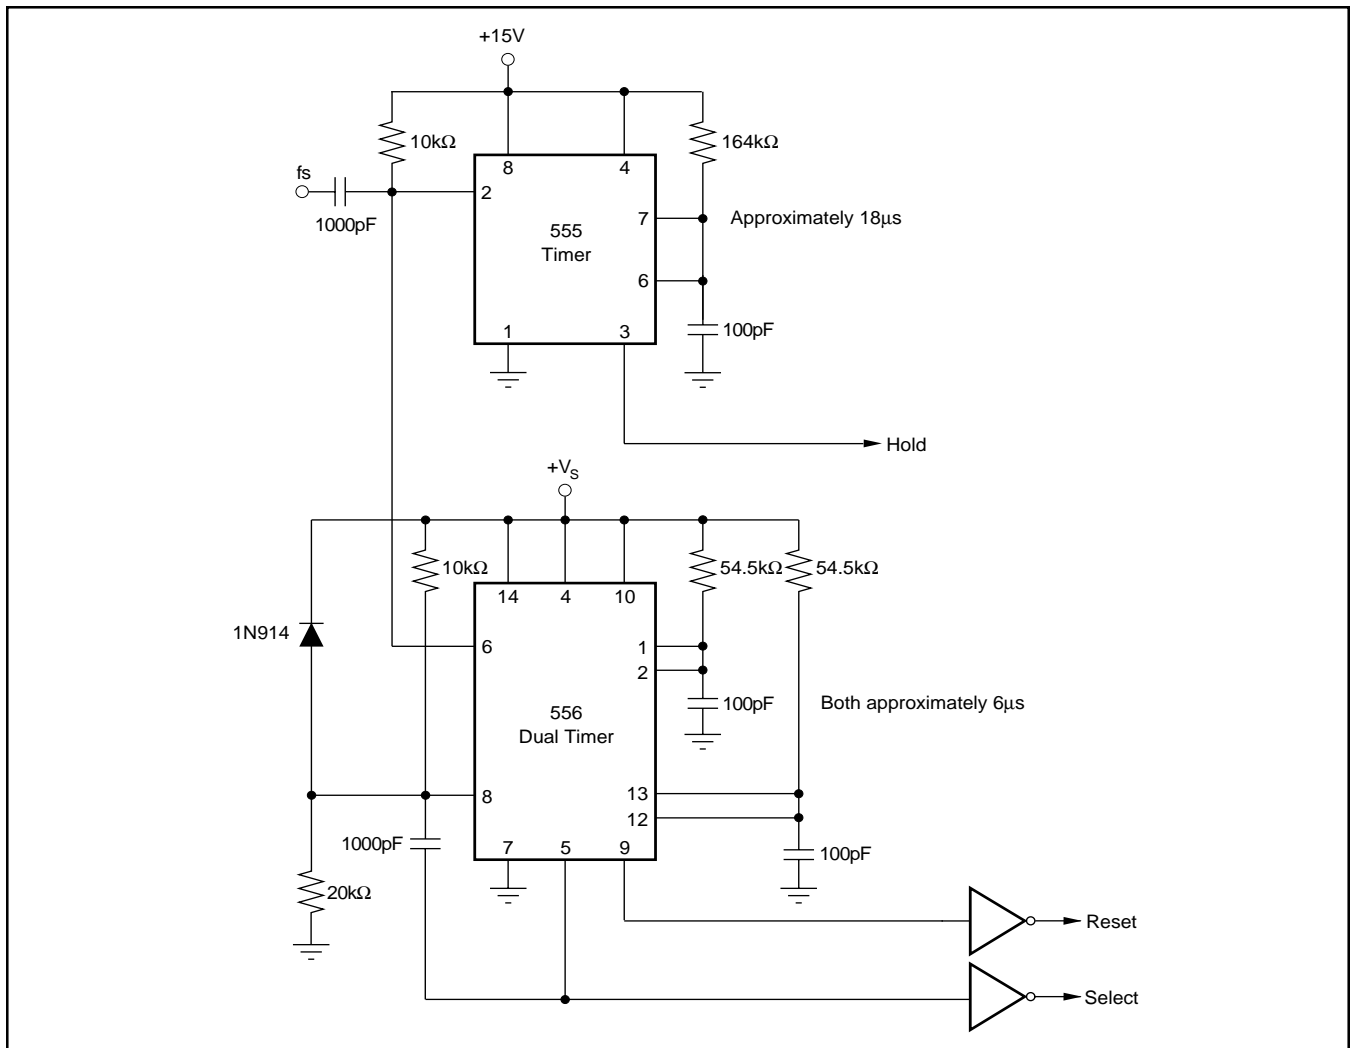 +15V
10kΩ
164kΩ
8
4
fs
2
1000pF
7
Approximately 18μs
555
Timer
6
1
3
100pF
Hold
+VS
10kΩ
54.5kΩ
54.5kΩ
14
4
10
1N914
6
1
2
100pF
Both approximately 6μs
556
Dual Timer
8
13
12
1000pF
7
5
9
100pF
20kΩ
Reset
Select